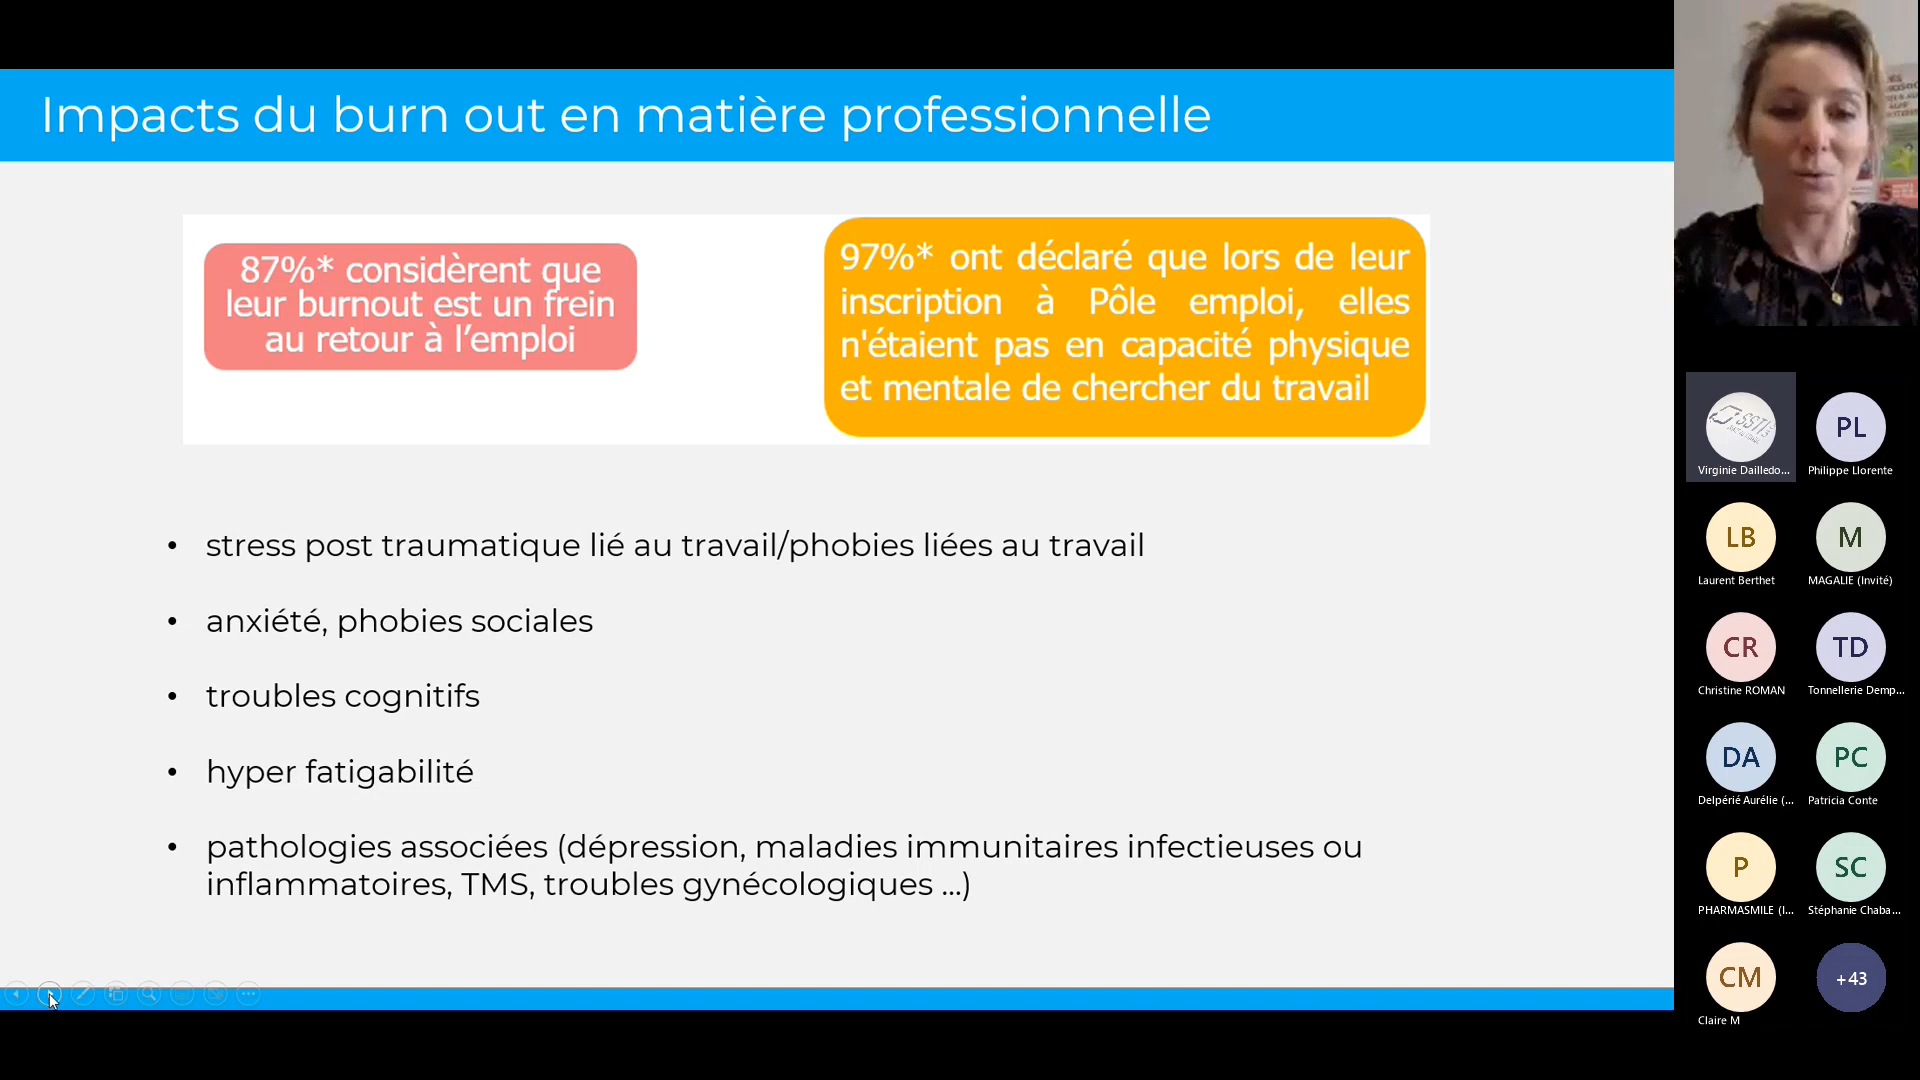 Impacts du burn out en matière professionnelle
87%* considèrent que
leur burnout est un frein
au retour à l’emploi
97%* ont déclaré que lors de leur
inscription à Pôle emploi, elles
n'étaient pas en capacité physique
et mentale de chercher du travail
• stress post traumatique lié au travail/phobies liées au travail
• anxiété, phobies sociales
• troubles cognitifs
• hyper fatigabilité
• pathologies associées (dépression, maladies immunitaires infectieuses ou
inflammatoires, TMS, troubles gynécologiques ...)
SSTI
Virginie Dailledo...
PL
Philippe Llorente
LB
Laurent Berthet
M
MAGALIE (Invité)
CR
Christine ROMAN
TD
Tonnellerie Demp...
DA
Delpérié Aurélie (...
PC
Patricia Conte
P
PHARMASMILE (I...
SC
Stéphanie Chaba...
CM
Claire M
+43